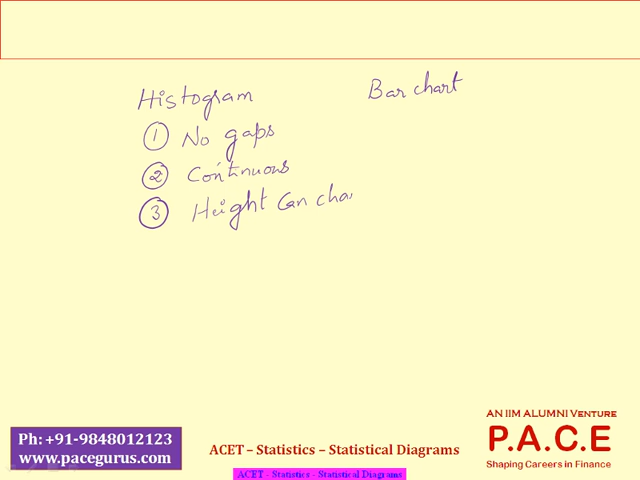 Histogram Bar chart
① No gaps
② Continuous
③ Height Can cha
AN IIM ALUMNI VENTURE
P.A.C.E
Shaping Careers in Finance
Ph: +91-9848012123
www.pacegurus.com
ACET – Statistics – Statistical Diagrams
ACET - Statistics - Statistical Diagrams